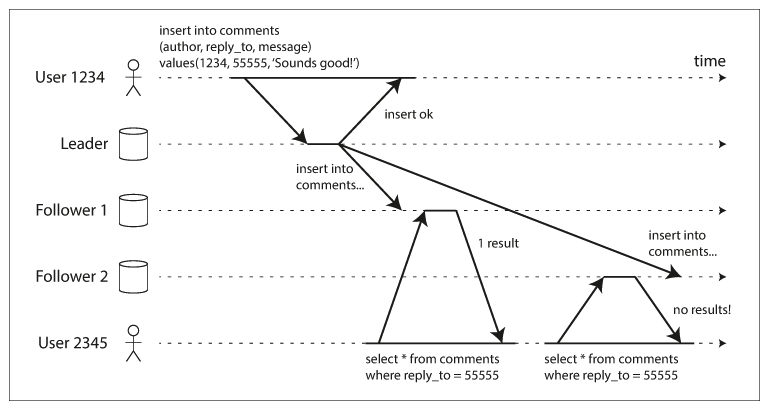 insert into comments
(author, reply_to, message)
values(1234, 55555, ‘Sounds good!’)
time
User 1234
insert ok
Leader
insert into
comments...
Follower 1
1 result
insert into
comments...
Follower 2
no results!
User 2345
select * from comments
where reply_to = 55555
select * from comments
where reply_to = 55555